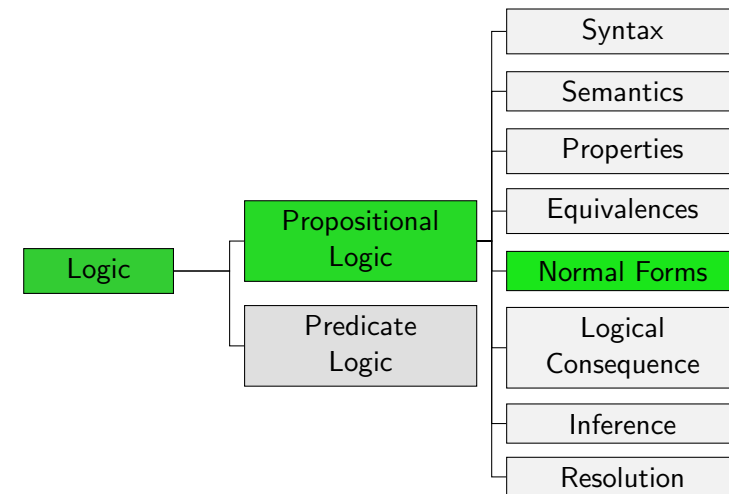 Logic
Propositional
Logic
Predicate
Logic
Syntax
Semantics
Properties
Equivalences
Normal Forms
Logical
Consequence
Inference
Resolution